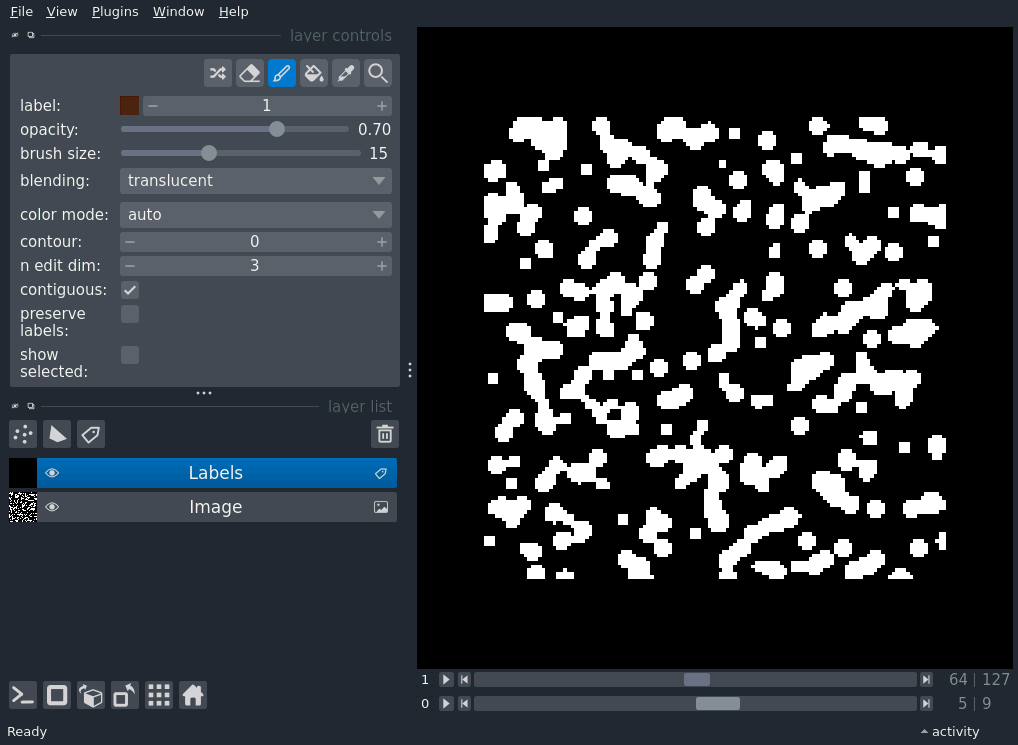 File View Plugins Window Help
layer controls
label: 1
opacity: 0.70
brush size: 15
blending: translucent
color mode: auto
contour: 0
n edit dim: 3
contiguous:
preserve
labels:
show
selected:
layer list
Labels
Image
1 64 | 127
0 5 | 9
Ready activity